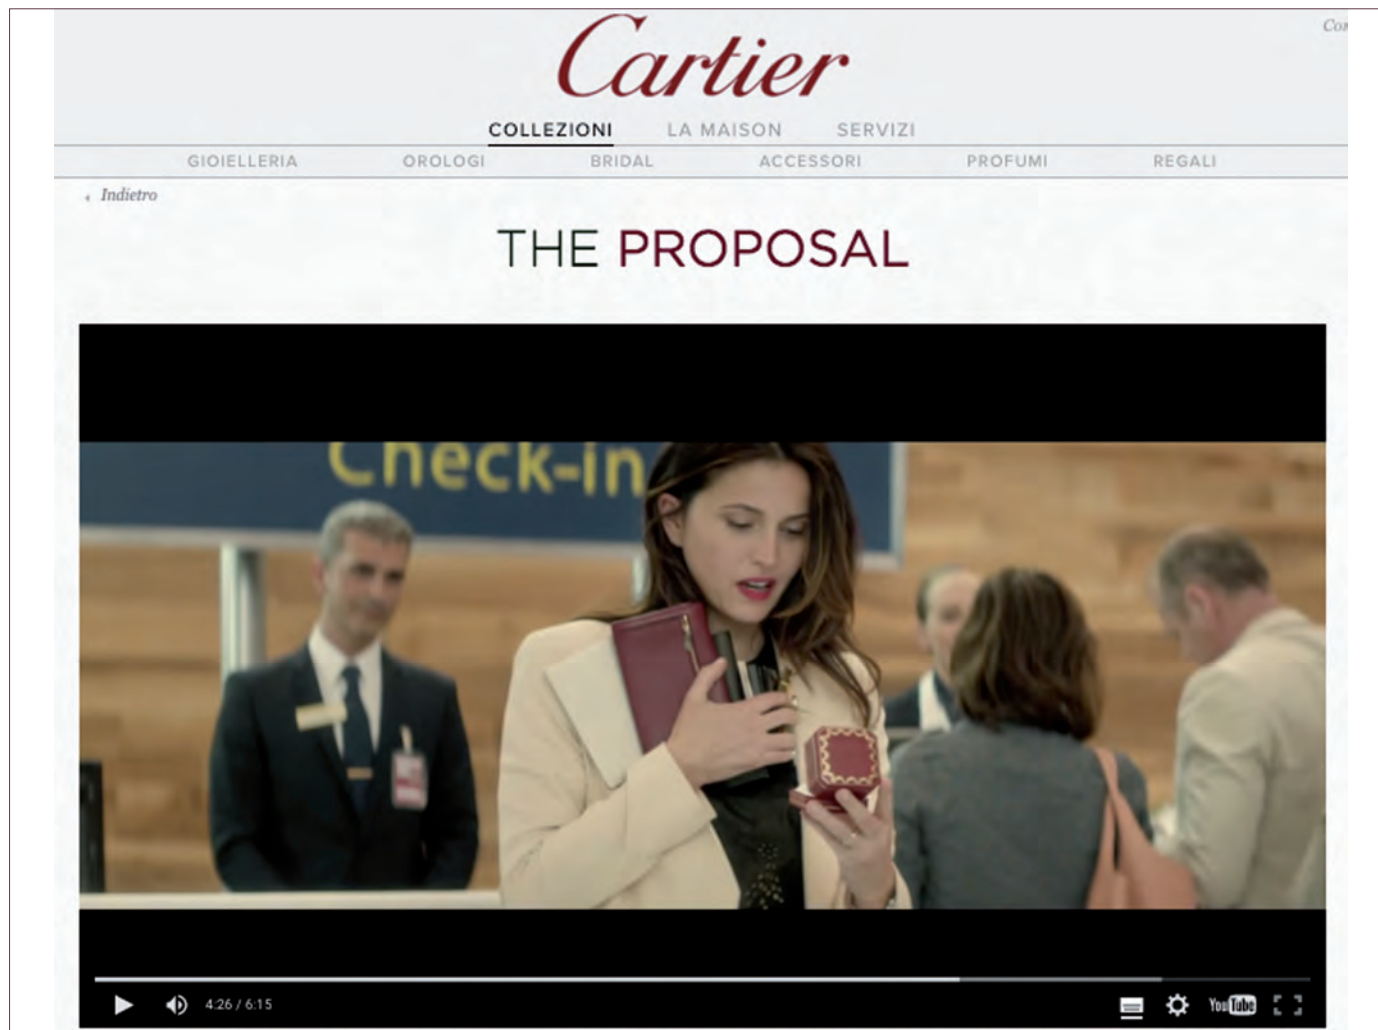 Cartier
COLLEZIONI LA MAISON SERVIZI
GIOIELLERIA OROLOGI BRIDAL ACCESSORI PROFUMI REGALI
Indietro
THE PROPOSAL
Check-in
4:26 / 6:15
YouTube